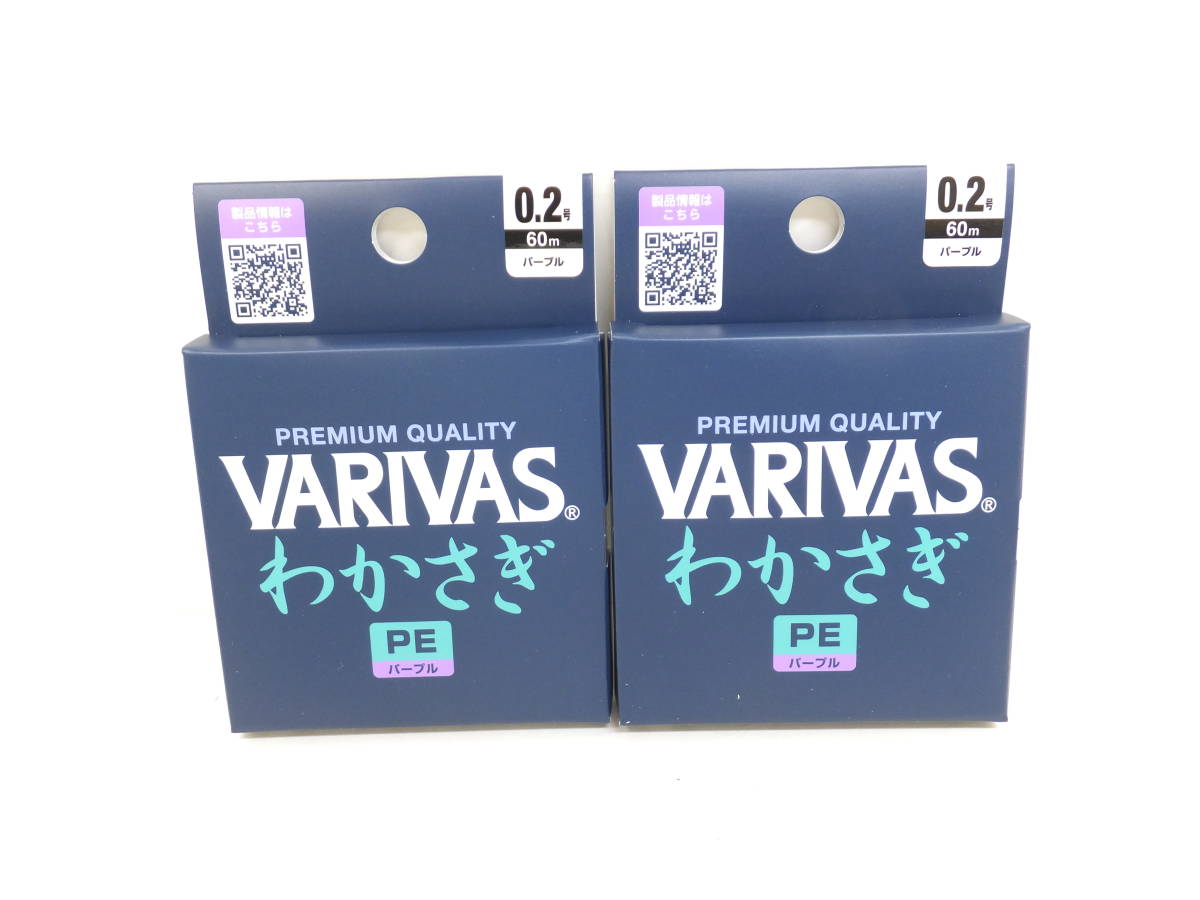 製品情報は
こちら
0.2号
60m
パープル
PREMIUM QUALITY
VARIVAS®
わかさぎ
PE
パープル
製品情報は
こちら
0.2号
60m
パープル
PREMIUM QUALITY
VARIVAS®
わかさぎ
PE
パープル